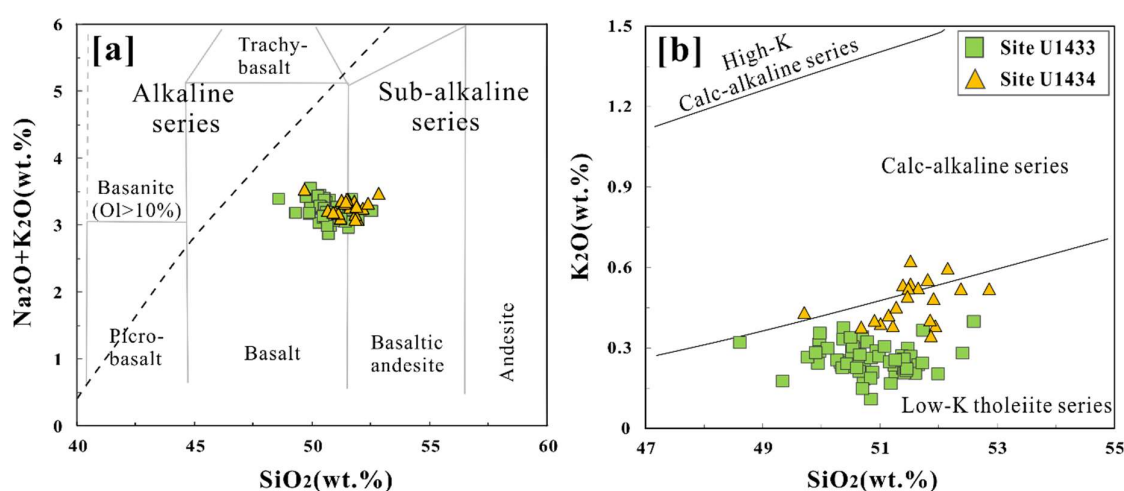 [a]
6
5
4
3
2
1
0
Na2O+K2O(wt.%)
Trachy-
basalt
Alkaline
series
Sub-alkaline
series
Basanite
(Ol>10%)
Picro-
basalt
Basalt
Basaltic
andesite
Andesite
40
45
50
55
60
SiO2(wt.%)
[b]
1.5
1.2
0.9
0.6
0.3
0
K2O(wt.%)
High-K
Calc-alkaline series
Site U1433
Site U1434
Calc-alkaline series
Low-K tholeiite series
47
49
51
53
55
SiO2(wt.%)